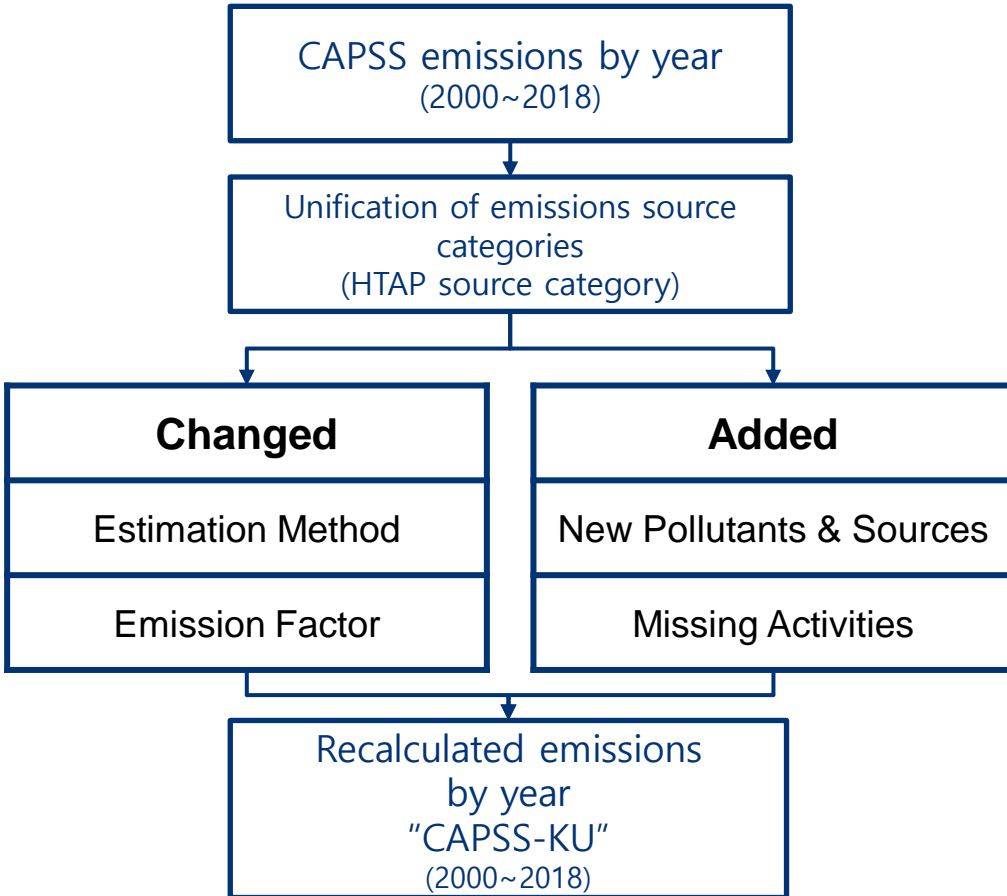 CAPSS emissions by year
(2000~2018)
Unification of emissions source
categories
(HTAP source category)
Changed
Estimation Method
Emission Factor
Added
New Pollutants & Sources
Missing Activities
Recalculated emissions
by year
“CAPSS-KU”
(2000~2018)